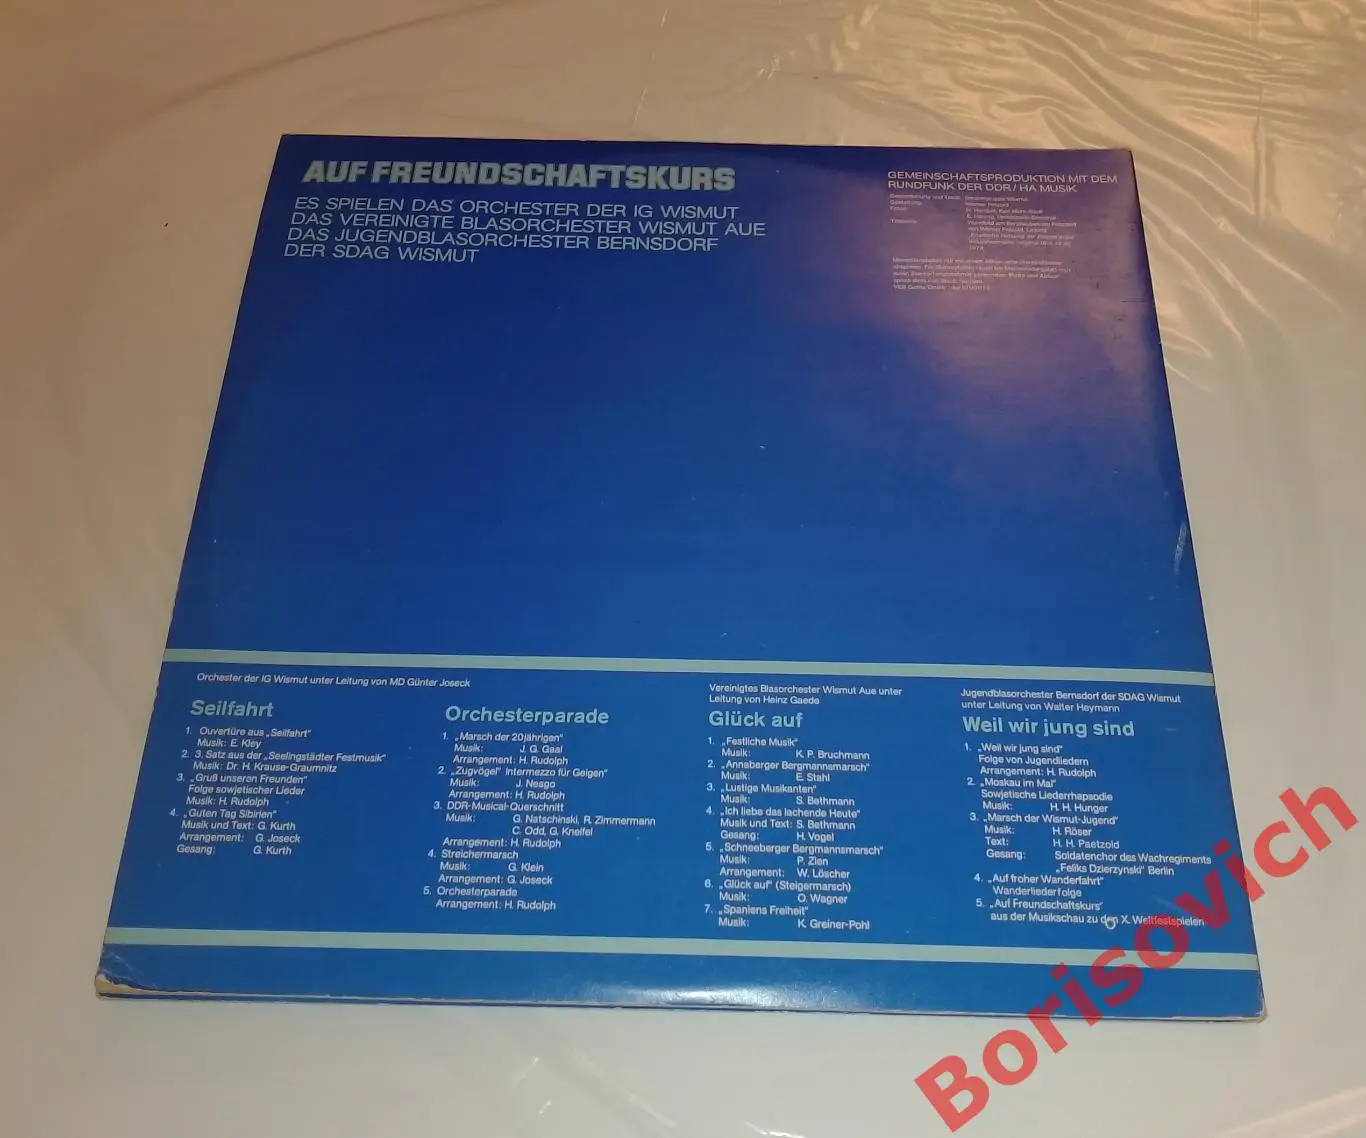 AUF FREUNDSCHAFTSKURS
ES SPIELEN DAS ORCHESTER DER IG WISMUT
DAS VEREINIGTE BLASORCHESTER WISMUT AUE
DAS JUGENDBLASORCHESTER BERNSDORF
DER SDAG WISMUT
GEMEINSCHAFTSPRODUKTION MIT DEM
RUNDFUNK DER DDR / HA MUSIK
Orchester der IG Wismut unter Leitung von MD Günter Joseck
Seilfahrt
1. Ouvertüre aus „Seilfahrt"
Musik: E. Kley
2. 3. Satz aus der „Seelingstädter Festmusik"
Musik: Dr. H. Krause-Graumnitz
3. „Gruß unseren Freunden"
Folge sowjetischer Lieder
Musik: H. Rudolph
4. „Guten Tag Sibirien"
Musik und Text: G. Kurth
Arrangement: G. Joseck
Gesang: G. Kurth
Orchesterparade
1. „Marsch der 20jährigen"
Musik: J. G. Gaal
Arrangement: H. Rudolph
2. „Zugvögel" Intermezzo für Geigen"
Musik: J. Neago
Arrangement: H. Rudolph
3. DDR-Musical-Querschnitt
Musik: G. Natschinski, R. Zimmermann
C. Odd, G. Kneifel
Arrangement: H. Rudolph
4. Streichermarsch
Musik: G. Klein
Arrangement: G. Joseck
5. Orchesterparade
Arrangement: H. Rudolph
Vereinigtes Blasorchester Wismut Aue unter
Leitung von Heinz Gaede
Glück auf
1. „Festliche Musik"
Musik: K. P. Bruchmann
2. „Annaberger Bergmannsmarsch"
Musik: E. Stahl
3. „Lustige Musikanten"
Musik: S. Bethmann
4. „Ich liebe das lachende Heute"
Musik und Text: S. Bethmann
Gesang: H. Vogel
5. „Schneeberger Bergmannsmarsch"
Musik: P. Zien
Arrangement: W. Löscher
6. „Glück auf" (Steigermarsch)
Musik: O. Wagner
7. „Spaniens Freiheit"
Musik: K. Greiner-Pohl
Jugendblasorchester Bernsdorf der SDAG Wismut
unter Leitung von Walter Heymann
Weil wir jung sind
1. „Weil wir jung sind"
Folge von Jugendliedern
Arrangement: H. Rudolph
2. „Moskau im Mai"
Sowjetische Liederrhapsodie
Musik: H. H. Hunger
3. „Marsch der Wismut-Jugend"
Musik: H. Röser
Text: H. H. Paetzold
Gesang: Soldatenchor des Wachregiments
„Feliks Dzierzynski" Berlin
4. „Auf froher Wanderfahrt"
Wanderliederfolge
5. „Auf Freundschaftskurs"
aus der Musikschau zu den X. Weltfestspielen
Borisovich